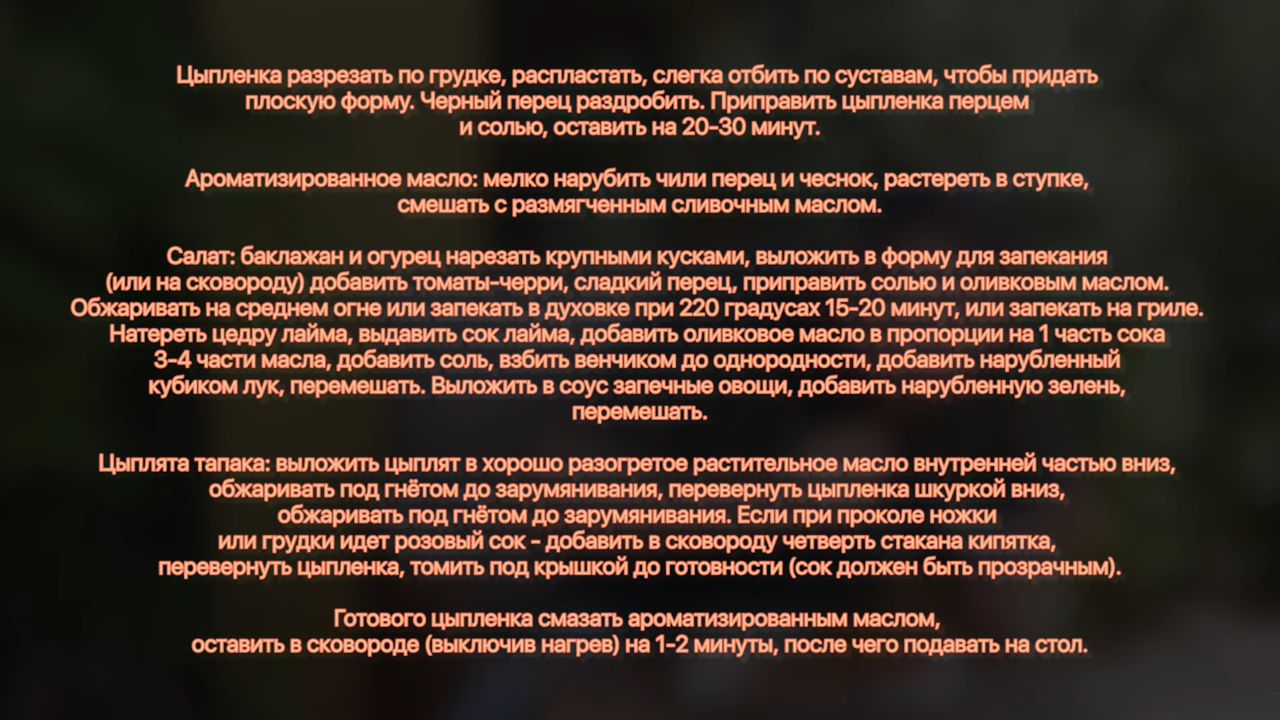 Цыпленка разрезать по грудке, распластать, слегка отбить по суставам, чтобы придать
плоскую форму. Черный перец раздробить. Приправить цыпленка перцем
и солью, оставить на 20-30 минут.
Ароматизированное масло: мелко нарубить чили перец и чеснок, растереть в ступке,
смешать с размягченным сливочным маслом.
Салат: баклажан и огурец нарезать крупными кусками, выложить в форму для запекания
(или на сковороду) добавить томаты-черри, сладкий перец, приправить солью и оливковым маслом.
Обжаривать на среднем огне или запекать в духовке при 220 градусах 15-20 минут, или запекать на гриле.
Натереть цедру лайма, выдавить сок лайма, добавить оливковое масло в пропорции на 1 часть сока
3-4 части масла, добавить соль, взбить венчиком до однородности, добавить нарубленный
кубиком лук, перемешать. Выложить в соус запечные овощи, добавить нарубленную зелень,
перемешать.
Цыплята тапака: выложить цыплят в хорошо разогретое растительное масло внутренней частью вниз,
обжаривать под гнётом до зарумянивания, перевернуть цыпленка шкуркой вниз,
обжаривать под гнётом до зарумянивания. Если при проколе ножки
или грудки идет розовый сок - добавить в сковороду четверть стакана кипятка,
перевернуть цыпленка, томить под крышкой до готовности (сок должен быть прозрачным).
Готового цыпленка смазать ароматизированным маслом,
оставить в сковороде (выключив нагрев) на 1-2 минуты, после чего подавать на стол.